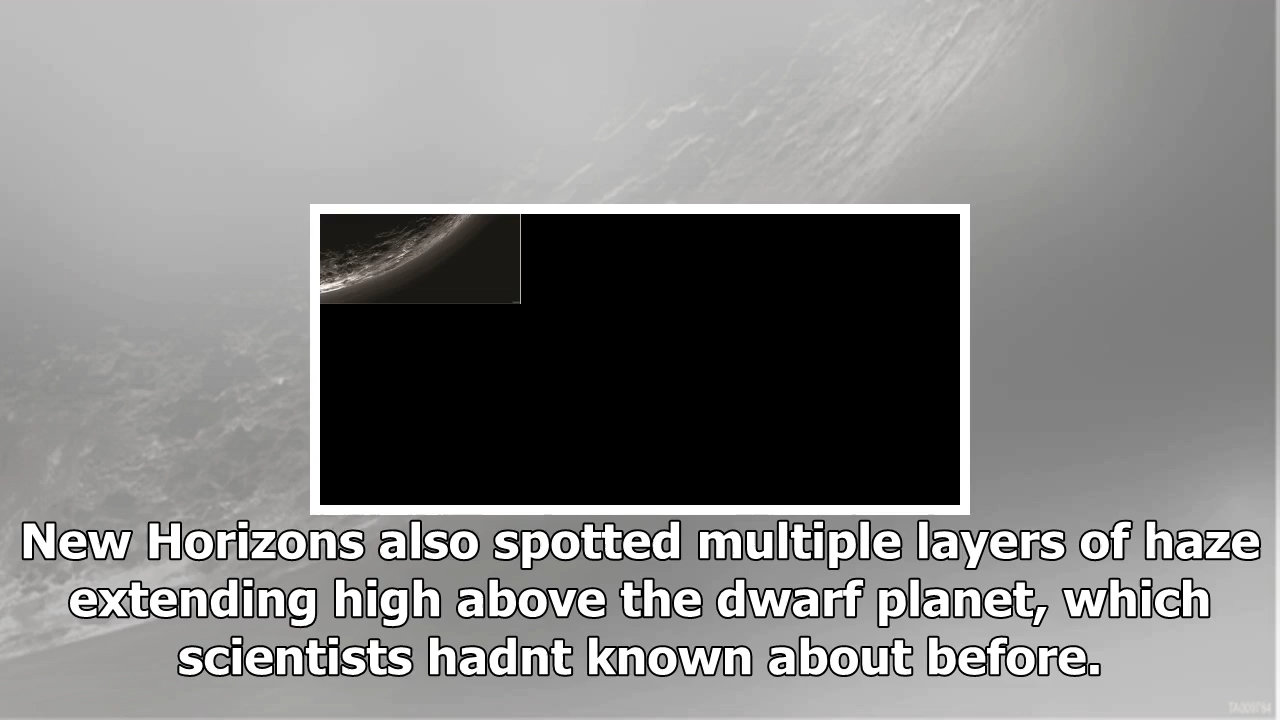 New Horizons also spotted multiple layers of haze
extending high above the dwarf planet, which
scientists hadnt known about before.